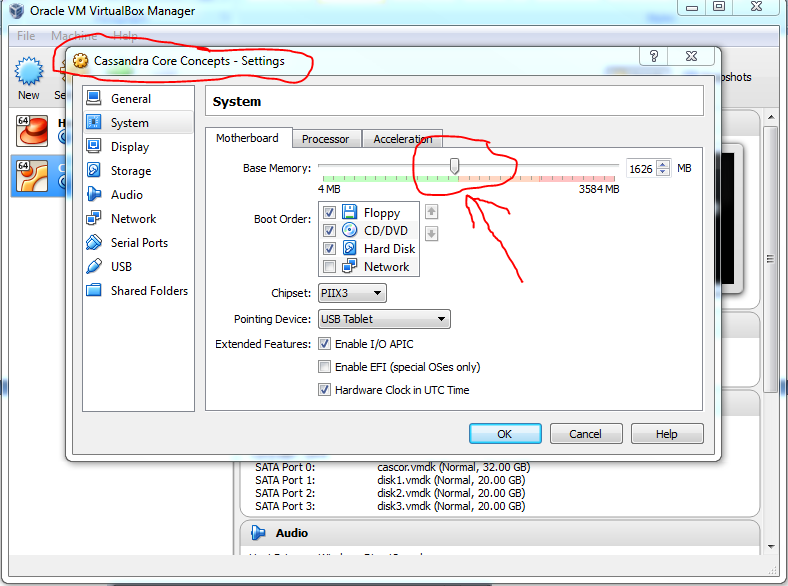 Oracle VM VirtualBox Manager
File Machine Help
Cassandra Core Concepts - Settings
New
General
System
Display
Storage
Audio
Network
Serial Ports
USB
Shared Folders
System
Motherboard Processor Acceleration
Base Memory: 1626 MB
4 MB 3584 MB
Boot Order: Floppy
CD/DVD
Hard Disk
Network
Chipset: PIIX3
Pointing Device: USB Tablet
Extended Features: Enable I/O APIC
Enable EFI (special OSes only)
Hardware Clock in UTC Time
OK Cancel Help
64
64
SATA Port 0: cascor.vmdk (Normal, 32.00 GB)
SATA Port 1: disk1.vmdk (Normal, 20.00 GB)
SATA Port 2: disk2.vmdk (Normal, 20.00 GB)
SATA Port 3: disk3.vmdk (Normal, 20.00 GB)
Audio